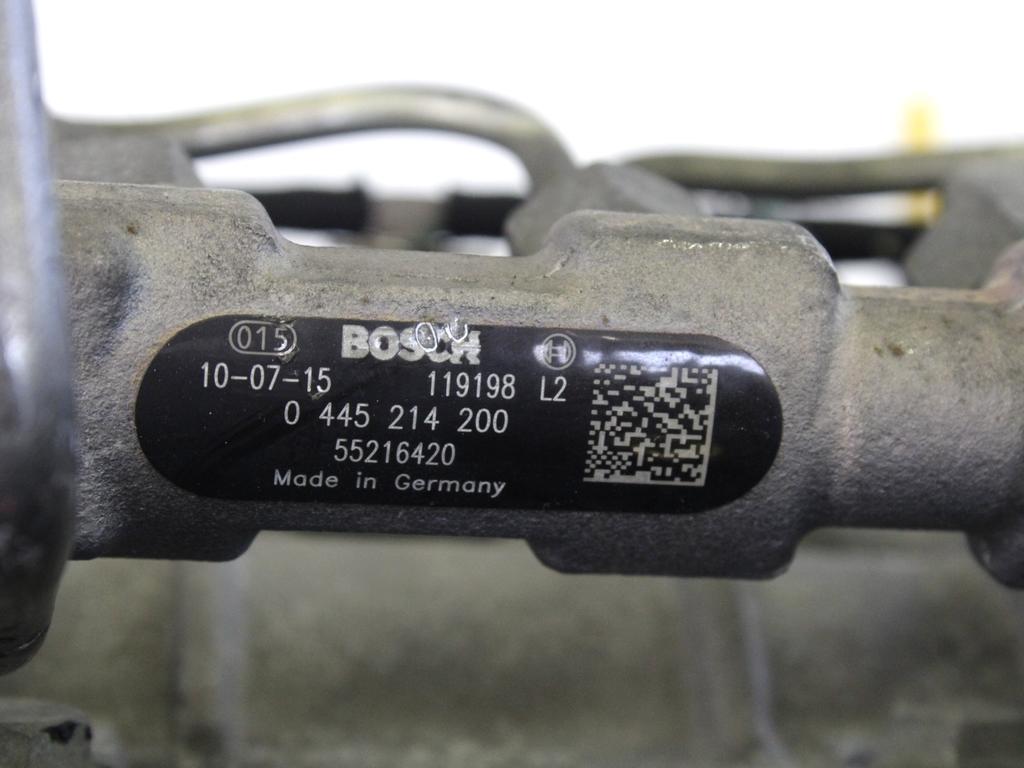 015 BOSCH
10-07-15 119198 L2
0 445 214 200
55216420
Made in Germany